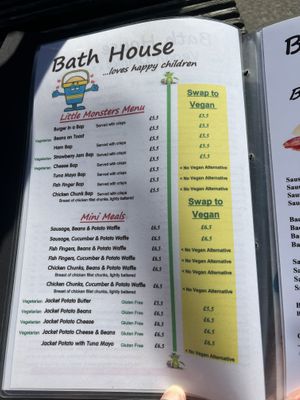 Bath House
...loves happy children
Little Monsters Menu
Swap to Vegan
Burger in a Bap Served with crisps £5.5 £5.5
Vegetarian Beans on Toast £5.5 £5.5
Ham Bap Served with crisps £5.5 £5.5
Vegetarian Strawberry Jam Bap Served with crisps £5.5 £5.5
Vegetarian Cheese Bap Served with crisps £5.5 £5.5
Tuna Mayo Bap Served with crisps £5.5 • No Vegan Alternative
Fish Finger Bap Served with crisps £5.5 £5.5
Chicken Chunk Bap Served with crisps £5.5 • No Vegan Alternative
Breast of chicken fillet chunks, lightly battered
Mini Meals
Swap to Vegan
Sausage, Beans & Potato Waffle £6.5 £6.5
Sausage, Cucumber & Potato Waffle £6.5 £6.5
Fish Fingers, Beans & Potato Waffle £6.5 • No Vegan Alternative
Fish Fingers, Cucumber & Potato Waffle £6.5 • No Vegan Alternative
Chicken Chunks, Beans & Potato Waffle £6.5 • No Vegan Alternative
Breast of chicken fillet chunks, lightly battered
Chicken Chunks, Cucumber & Potato Waffle £6.5 • No Vegan Alternative
Breast of chicken fillet chunks, lightly battered
Vegetarian Jacket Potato Butter Gluten Free £5.5 £5.5
Vegetarian Jacket Potato Beans Gluten Free
Vegetarian Jacket Potato Cheese Gluten Free £6.5
Vegetarian Jacket Potato Cheese & Beans Gluten Free £6.5
Jacket Potato with Tuna Mayo Gluten Free £6.5 • No Vegan Alternative